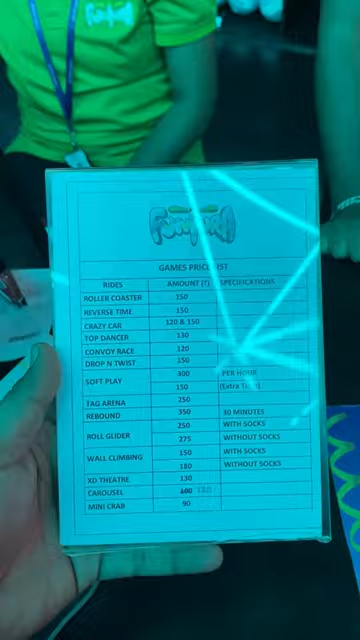 GAMES PRICE LIST
RIDES AMOUNT (₹) SPECIFICATIONS
ROLLER COASTER 150
REVERSE TIME 150
CRAZY CAR 120 & 150
TOP DANCER 130
CONVOY RACE 120
DROP N TWIST 150
SOFT PLAY 300 PER HOUR
150 (Extra Time)
TAG ARENA 250
REBOUND 350 30 MINUTES
ROLL GLIDER 250 WITH SOCKS
275 WITHOUT SOCKS
WALL CLIMBING 150 WITH SOCKS
180 WITHOUT SOCKS
XD THEATRE 130
CAROUSEL 100
MINI CRAB 90